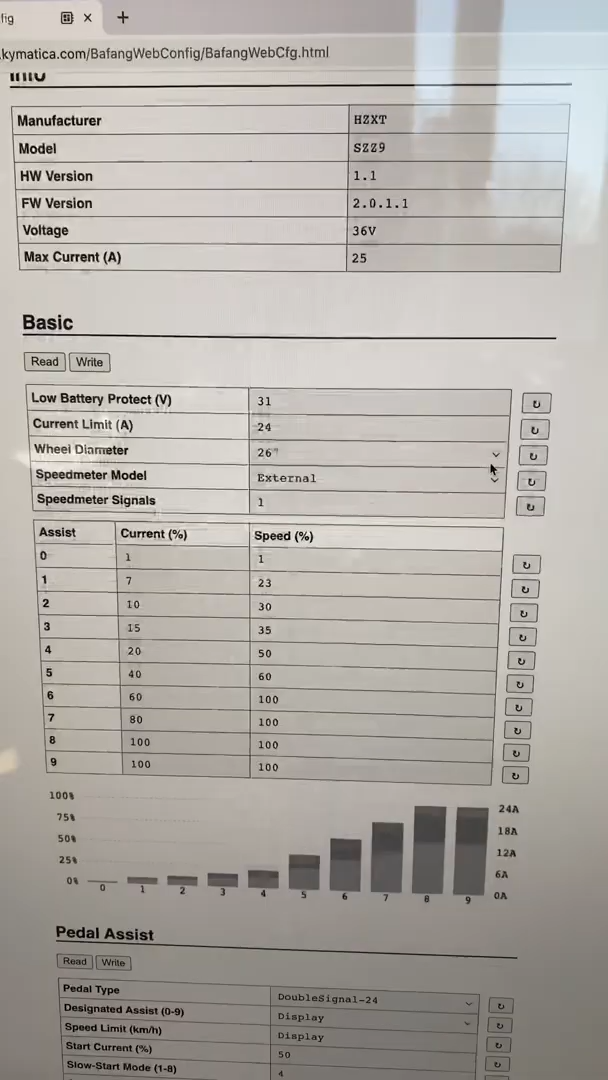 fig
kymatica.com/BafangWebConfig/BafangWebCfg.html
Info
Manufacturer HZXT
Model SZZ9
HW Version 1.1
FW Version 2.0.1.1
Voltage 36V
Max Current (A) 25
Basic
Read Write
Low Battery Protect (V) 31
Current Limit (A) 24
Wheel Diameter 26"
Speedmeter Model External
Speedmeter Signals 1
Assist Current (%) Speed (%)
0 1 1
1 7 23
2 10 30
3 15 35
4 20 50
5 40 60
6 60 100
7 80 100
8 100 100
9 100 100
100% 24A
75% 18A
50% 12A
25% 6A
0% 0A
0 1 2 3 4 5 6 7 8 9
Pedal Assist
Read Write
Pedal Type DoubleSignal-24
Designated Assist (0-9) Display
Speed Limit (km/h) Display
Start Current (%) 50
Slow-Start Mode (1-8) 4